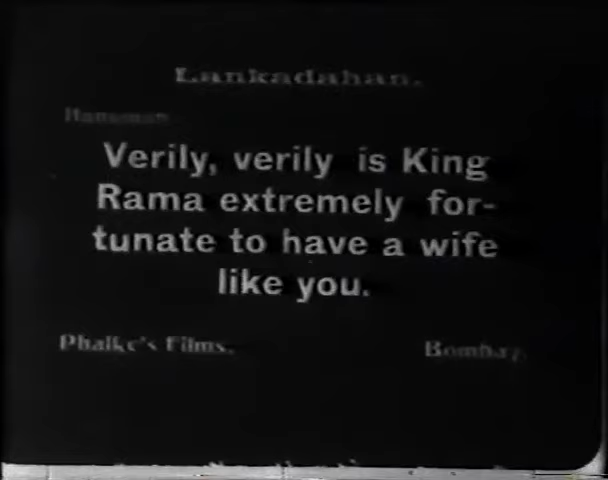 Lankadahan.
Hanuman.
Verily, verily is King
Rama extremely for-
tunate to have a wife
like you.
Phalke's Films. Bombay.